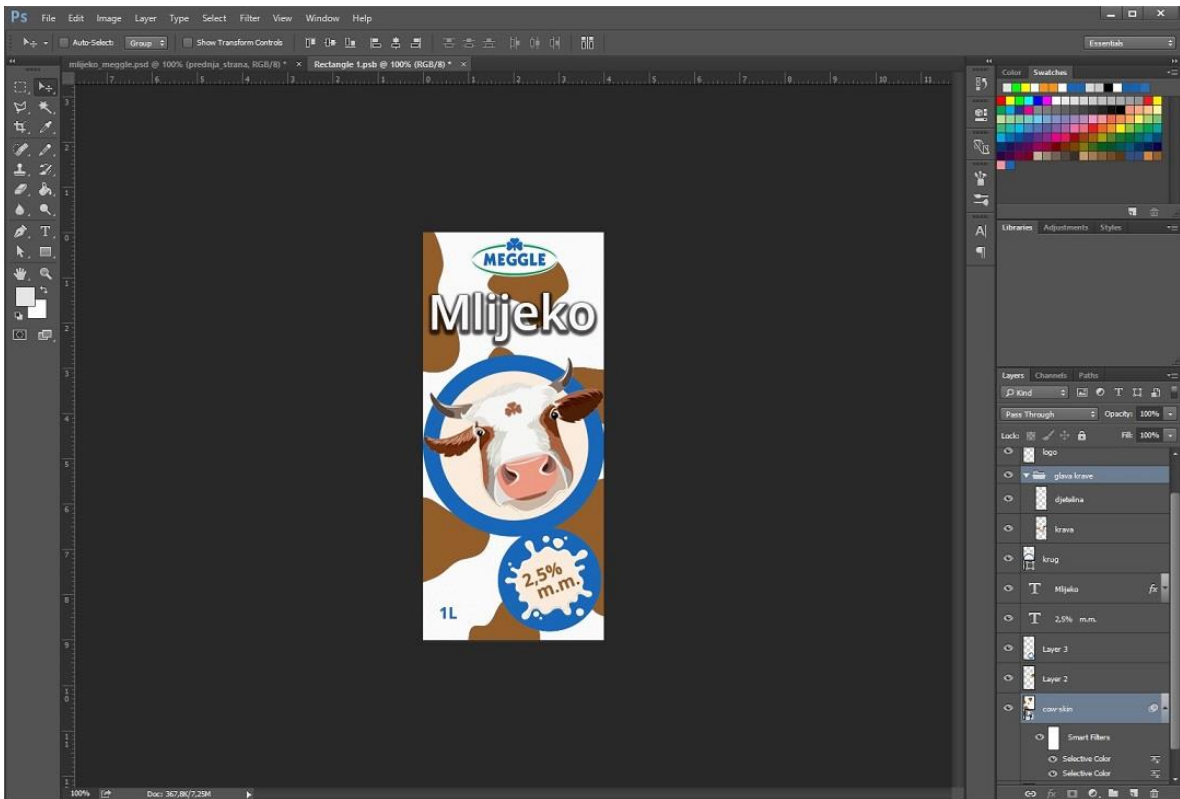 Ps File Edit Image Layer Type Select Filter View Window Help
Auto-Select: Group Show Transform Controls Essentials
mlijeko_meggle.psd @ 100% (prednja_strana, RGB/8) * × Rectangle 1.psb @ 100% (RGB/8) * ×
Color Swatches
Libraries Adjustments Styles
MEGGLE
Mlijeko
2,5%
m.m.
1L
Layers Channels Paths
Kind
Pass Through Opacity: 100%
Lock: Fill: 100%
logo
glava krave
djetelina
krava
krug
T Mlijeko fx
T 2,5% m.m.
Layer 3
Layer 2
cow-skin
Smart Filters
Selective Color
Selective Color
100% Doc: 367,8K/7,25M